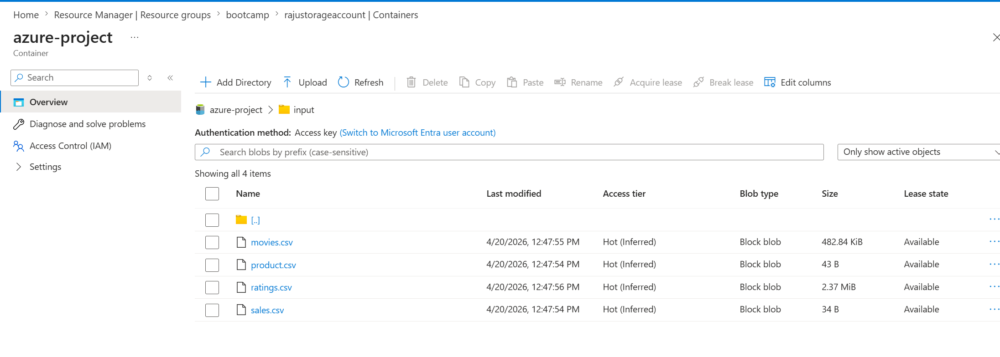 Home > Resource Manager | Resource groups > bootcamp > rajustorageaccount | Containers
azure-project ...
Container
Search
Overview
Diagnose and solve problems
Access Control (IAM)
Settings
Add Directory Upload Refresh Delete Copy Paste Rename Acquire lease Break lease Edit columns
azure-project > input
Authentication method: Access key (Switch to Microsoft Entra user account)
Search blobs by prefix (case-sensitive) Only show active objects
Showing all 4 items
Name Last modified Access tier Blob type Size Lease state
[..] ...
movies.csv 4/20/2026, 12:47:55 PM Hot (Inferred) Block blob 482.84 KiB Available ...
product.csv 4/20/2026, 12:47:54 PM Hot (Inferred) Block blob 43 B Available ...
ratings.csv 4/20/2026, 12:47:56 PM Hot (Inferred) Block blob 2.37 MiB Available ...
sales.csv 4/20/2026, 12:47:54 PM Hot (Inferred) Block blob 34 B Available ...